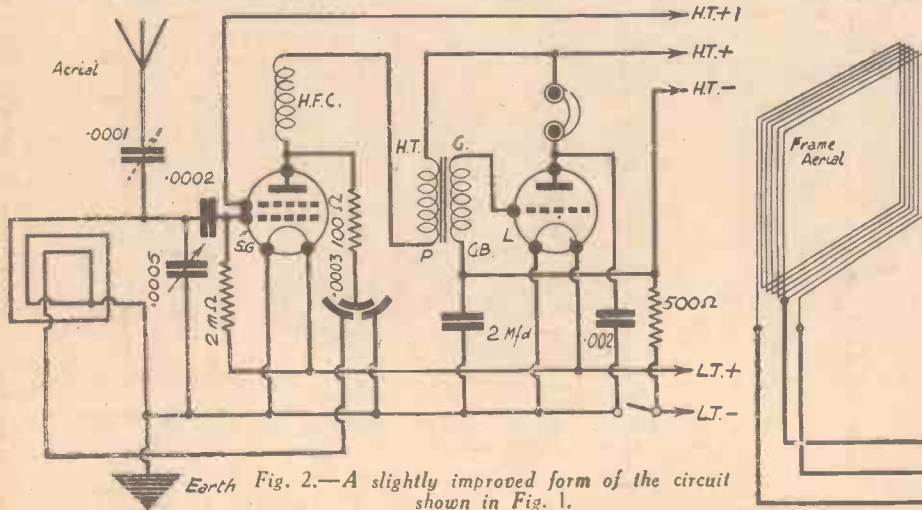 H.T.+1
H.T.+
H.T.-
Aerial
H.F.C.
.0001
.0002
H.T.
G.
Frame
Aerial
S.G
100Ω
.0003
P
G.B.
L
.0005
2 mΩ
2 Mfd
.002
500Ω
L.T.+
L.T.-
Earth
Fig. 2.—A slightly improved form of the circuit
shown in Fig. 1.